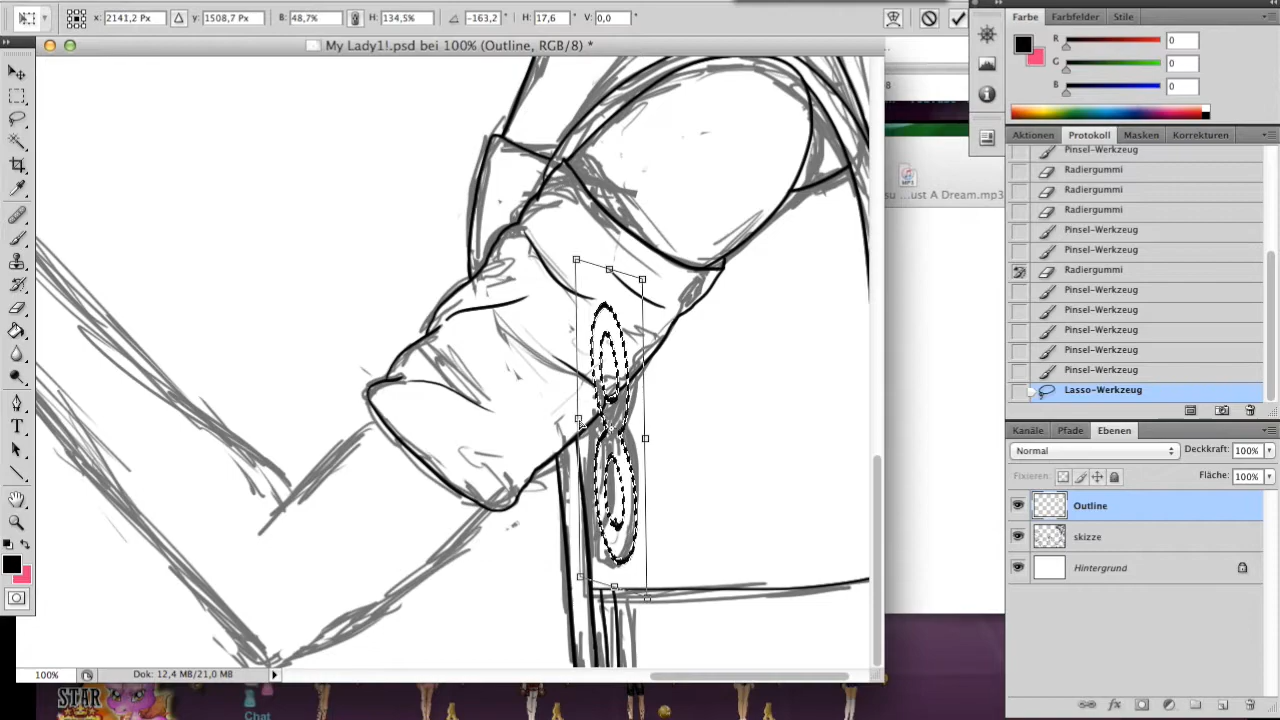 x: 2141,2 Px y: 1508,7 Px B: 48,7% H: 134,5% -163,2 ° H: 17,6 ° V: 0,0 °
My Lady1!.psd bei 100% (Outline, RGB/8) *
Farbe Farbfelder Stile
R 0
G 0
B 0
8
Aktionen Protokoll Masken Korrekturen
Pinsel-Werkzeug
Radiergummi
Radiergummi
Radiergummi
Pinsel-Werkzeug
Pinsel-Werkzeug
Radiergummi
Pinsel-Werkzeug
Pinsel-Werkzeug
Pinsel-Werkzeug
Pinsel-Werkzeug
Pinsel-Werkzeug
Lasso-Werkzeug
MP3
su ...ust A Dream.mp3
Kanäle Pfade Ebenen
Normal Deckkraft: 100%
Fixieren: Fläche: 100%
Outline
skizze
Hintergrund
100% Dok: 12,4 MB/21,0 MB
STAR
Chat